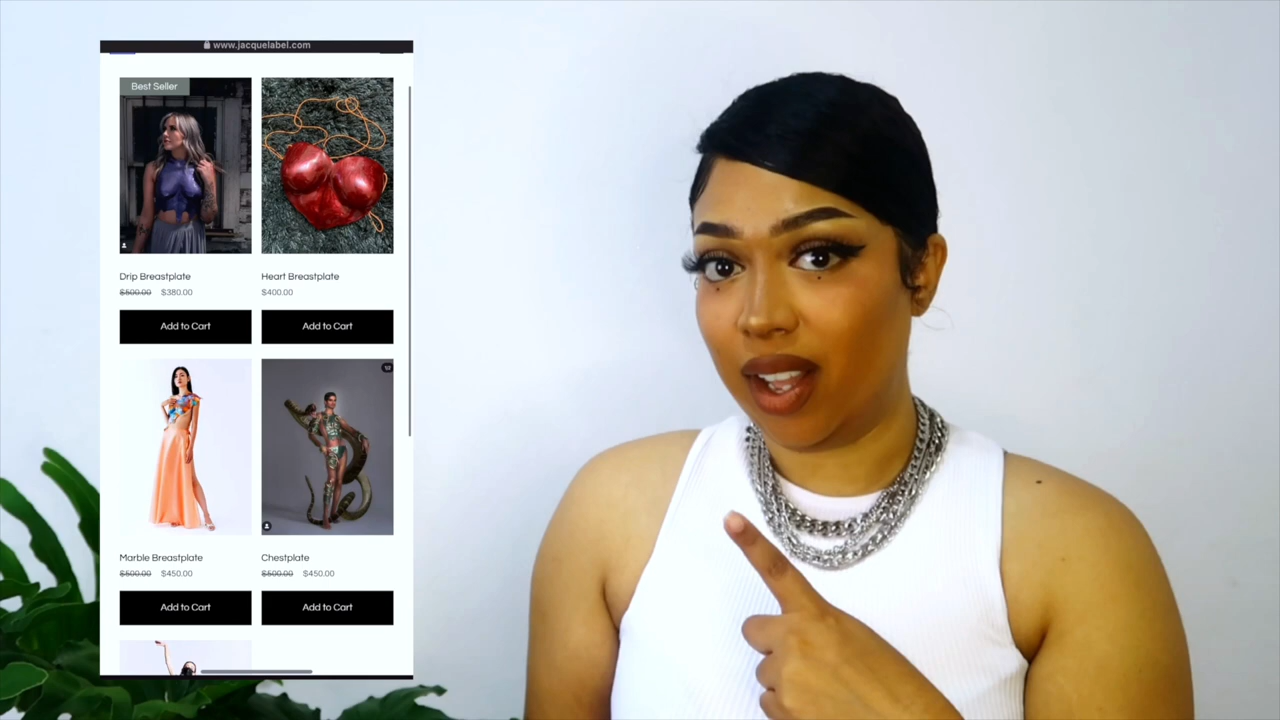 www.jacquelabel.com
Best Seller
Drip Breastplate
$500.00 $380.00
Add to Cart
Heart Breastplate
$400.00
Add to Cart
Marble Breastplate
$500.00 $450.00
Add to Cart
Chestplate
$500.00 $450.00
Add to Cart